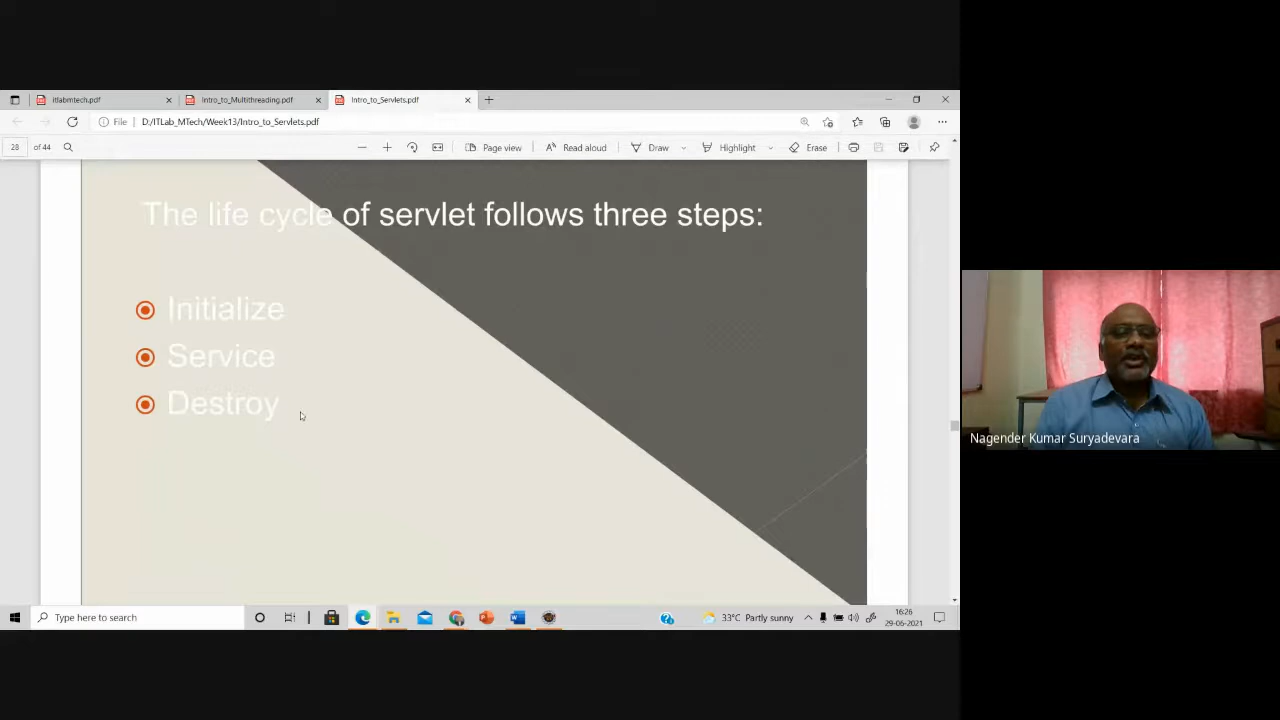 itlabmtech.pdf
Intro_to_Multithreading.pdf
Intro_to_Servlets.pdf
File
D:/ITLab_MTech/Week13/Intro_to_Servlets.pdf
28 of 44
Page view
Read aloud
Draw
Highlight
Erase
The life cycle of servlet follows three steps:
Initialize
Service
Destroy
Nagender Kumar Suryadevara
Type here to search
33°C Partly sunny
16:26
29-06-2021